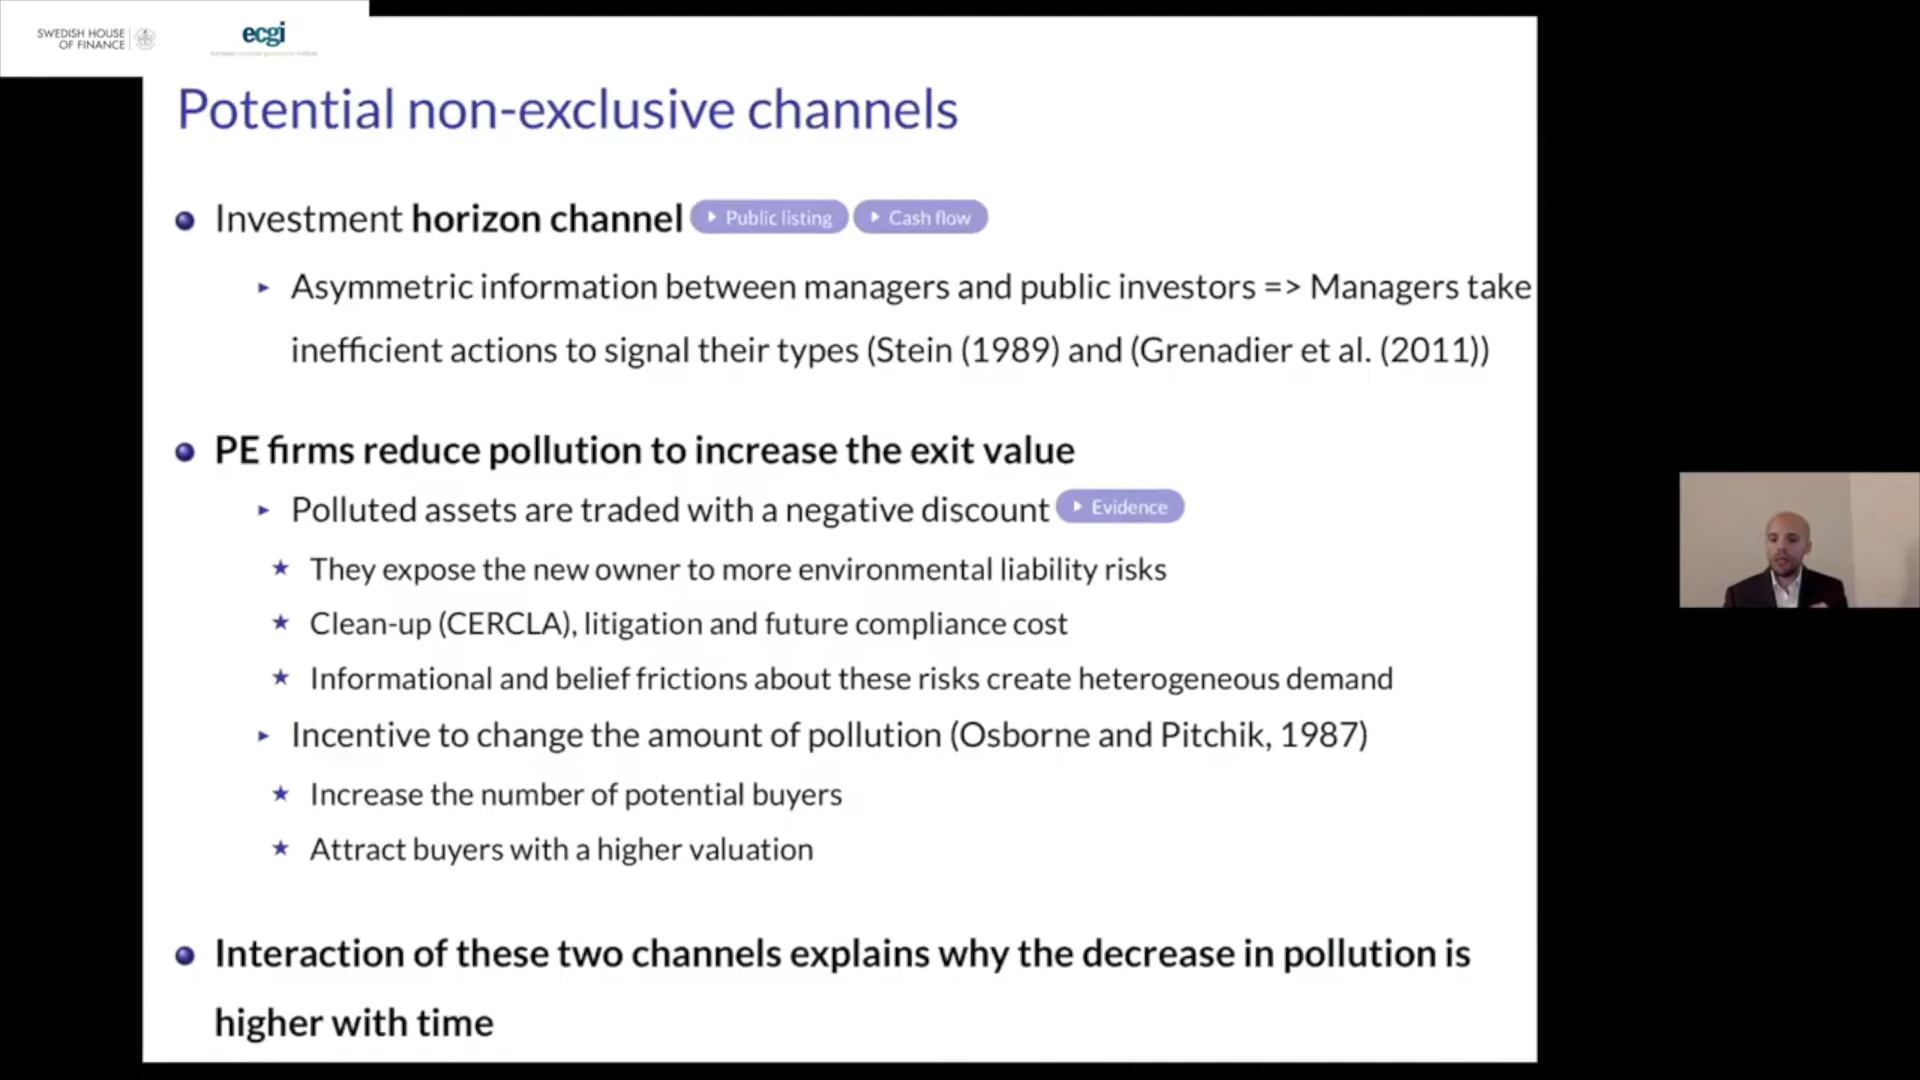 SWEDISH HOUSE
OF FINANCE
ecgi
Potential non-exclusive channels
Investment horizon channel Public listing Cash flow
Asymmetric information between managers and public investors => Managers take
inefficient actions to signal their types (Stein (1989) and (Grenadier et al. (2011))
PE firms reduce pollution to increase the exit value
Polluted assets are traded with a negative discount Evidence
They expose the new owner to more environmental liability risks
Clean-up (CERCLA), litigation and future compliance cost
Informational and belief frictions about these risks create heterogeneous demand
Incentive to change the amount of pollution (Osborne and Pitchik, 1987)
Increase the number of potential buyers
Attract buyers with a higher valuation
Interaction of these two channels explains why the decrease in pollution is
higher with time